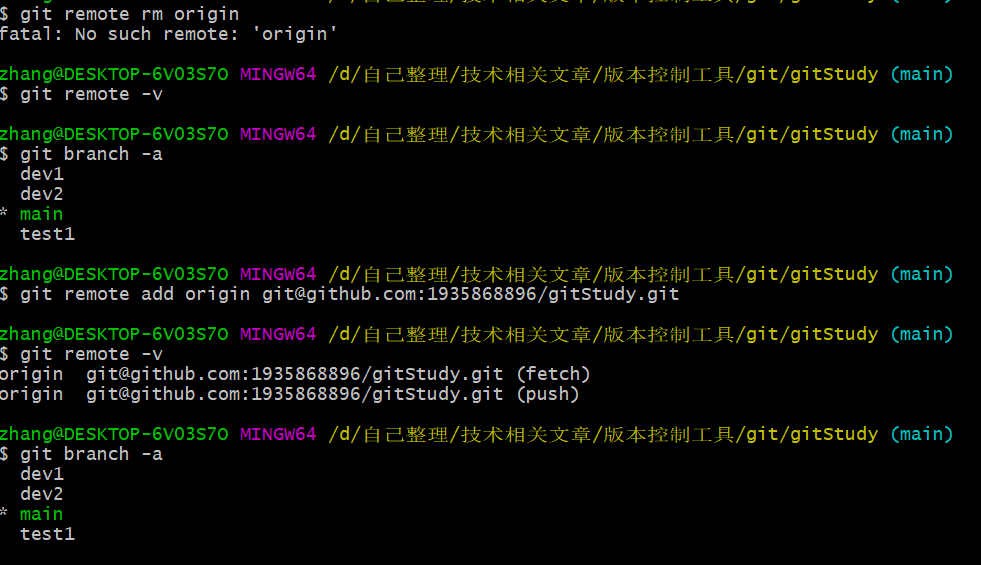 $ git remote rm origin
fatal: No such remote: 'origin'
zhang@DESKTOP-6V03S7O MINGW64 /d/自己整理/技术相关文章/版本控制工具/git/gitStudy (main)
$ git remote -v
zhang@DESKTOP-6V03S7O MINGW64 /d/自己整理/技术相关文章/版本控制工具/git/gitStudy (main)
$ git branch -a
dev1
dev2
* main
test1
zhang@DESKTOP-6V03S7O MINGW64 /d/自己整理/技术相关文章/版本控制工具/git/gitStudy (main)
$ git remote add origin git@github.com:1935868896/gitStudy.git
zhang@DESKTOP-6V03S7O MINGW64 /d/自己整理/技术相关文章/版本控制工具/git/gitStudy (main)
$ git remote -v
origin  git@github.com:1935868896/gitStudy.git (fetch)
origin  git@github.com:1935868896/gitStudy.git (push)
zhang@DESKTOP-6V03S7O MINGW64 /d/自己整理/技术相关文章/版本控制工具/git/gitStudy (main)
$ git branch -a
dev1
dev2
* main
test1